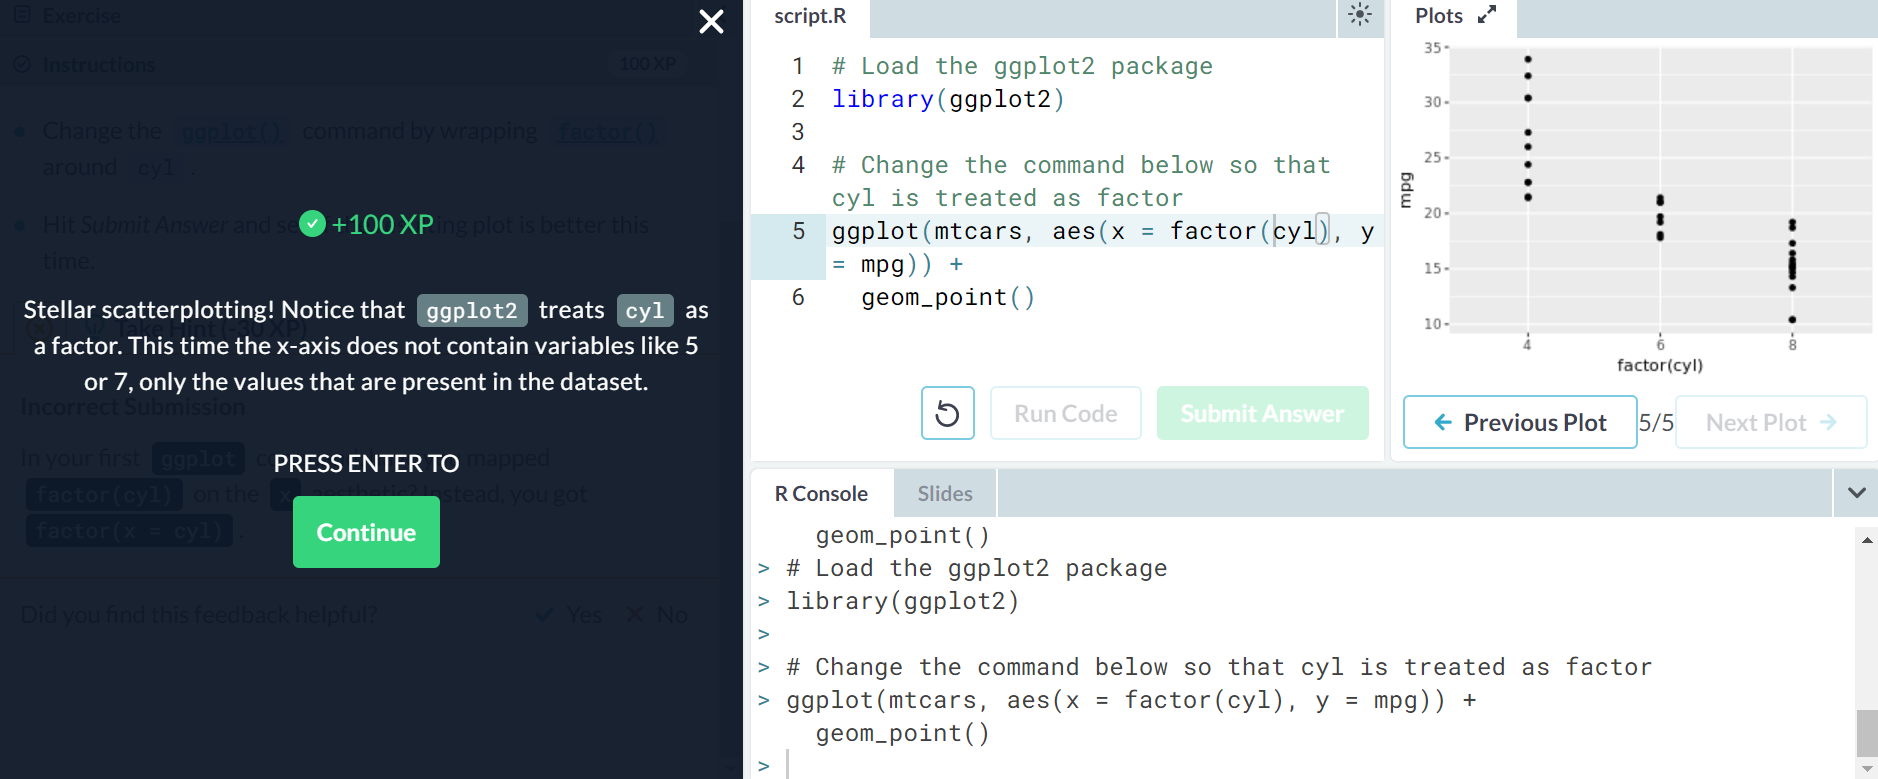 Exercise
Instructions
100 XP
Change the ggplot() command by wrapping factor()
around cyl .
Hit Submit Answer and se ing plot is better this
time.
+100 XP
Take Hint (-30 XP)
Stellar scatterplotting! Notice that ggplot2 treats cyl as
a factor. This time the x-axis does not contain variables like 5
or 7, only the values that are present in the dataset.
Incorrect Submission
In your first ggplot mapped
factor(cyl) on the x aesthetic? Instead, you got
factor(x = cyl) .
PRESS ENTER TO
Continue
Did you find this feedback helpful?
Yes
No
script.R
1 # Load the ggplot2 package
2 library(ggplot2)
3
4 # Change the command below so that
cyl is treated as factor
5 ggplot(mtcars, aes(x = factor(cyl), y
= mpg)) +
6 geom_point()
Run Code
Submit Answer
Plots
35
30
25
20
15
10
mpg
4 6 8
factor(cyl)
Previous Plot
5/5
Next Plot
R Console
Slides
geom_point()
> # Load the ggplot2 package
> library(ggplot2)
>
> # Change the command below so that cyl is treated as factor
> ggplot(mtcars, aes(x = factor(cyl), y = mpg)) +
geom_point()
>